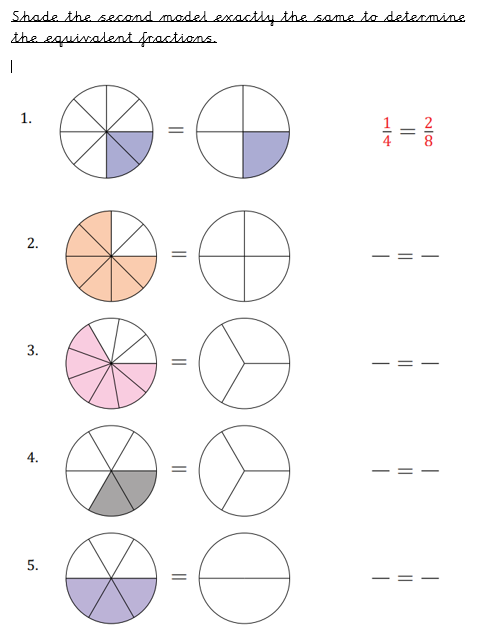 Shade the second model exactly the same to determine
the equivalent fractions.
1. = 1/4 = 2/8
2. = — = —
3. = — = —
4. = — = —
5. = — = —